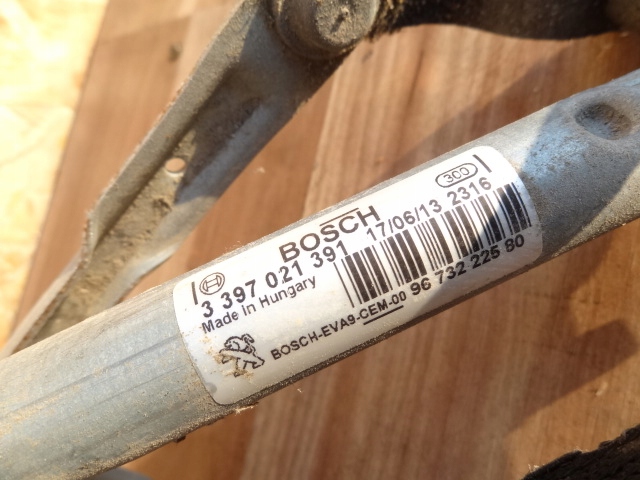 300
BOSCH
3 397 021 391 17/06/13 2316
Made in Hungary
96 732 225 80
BOSCH-EVA9-CEM-00